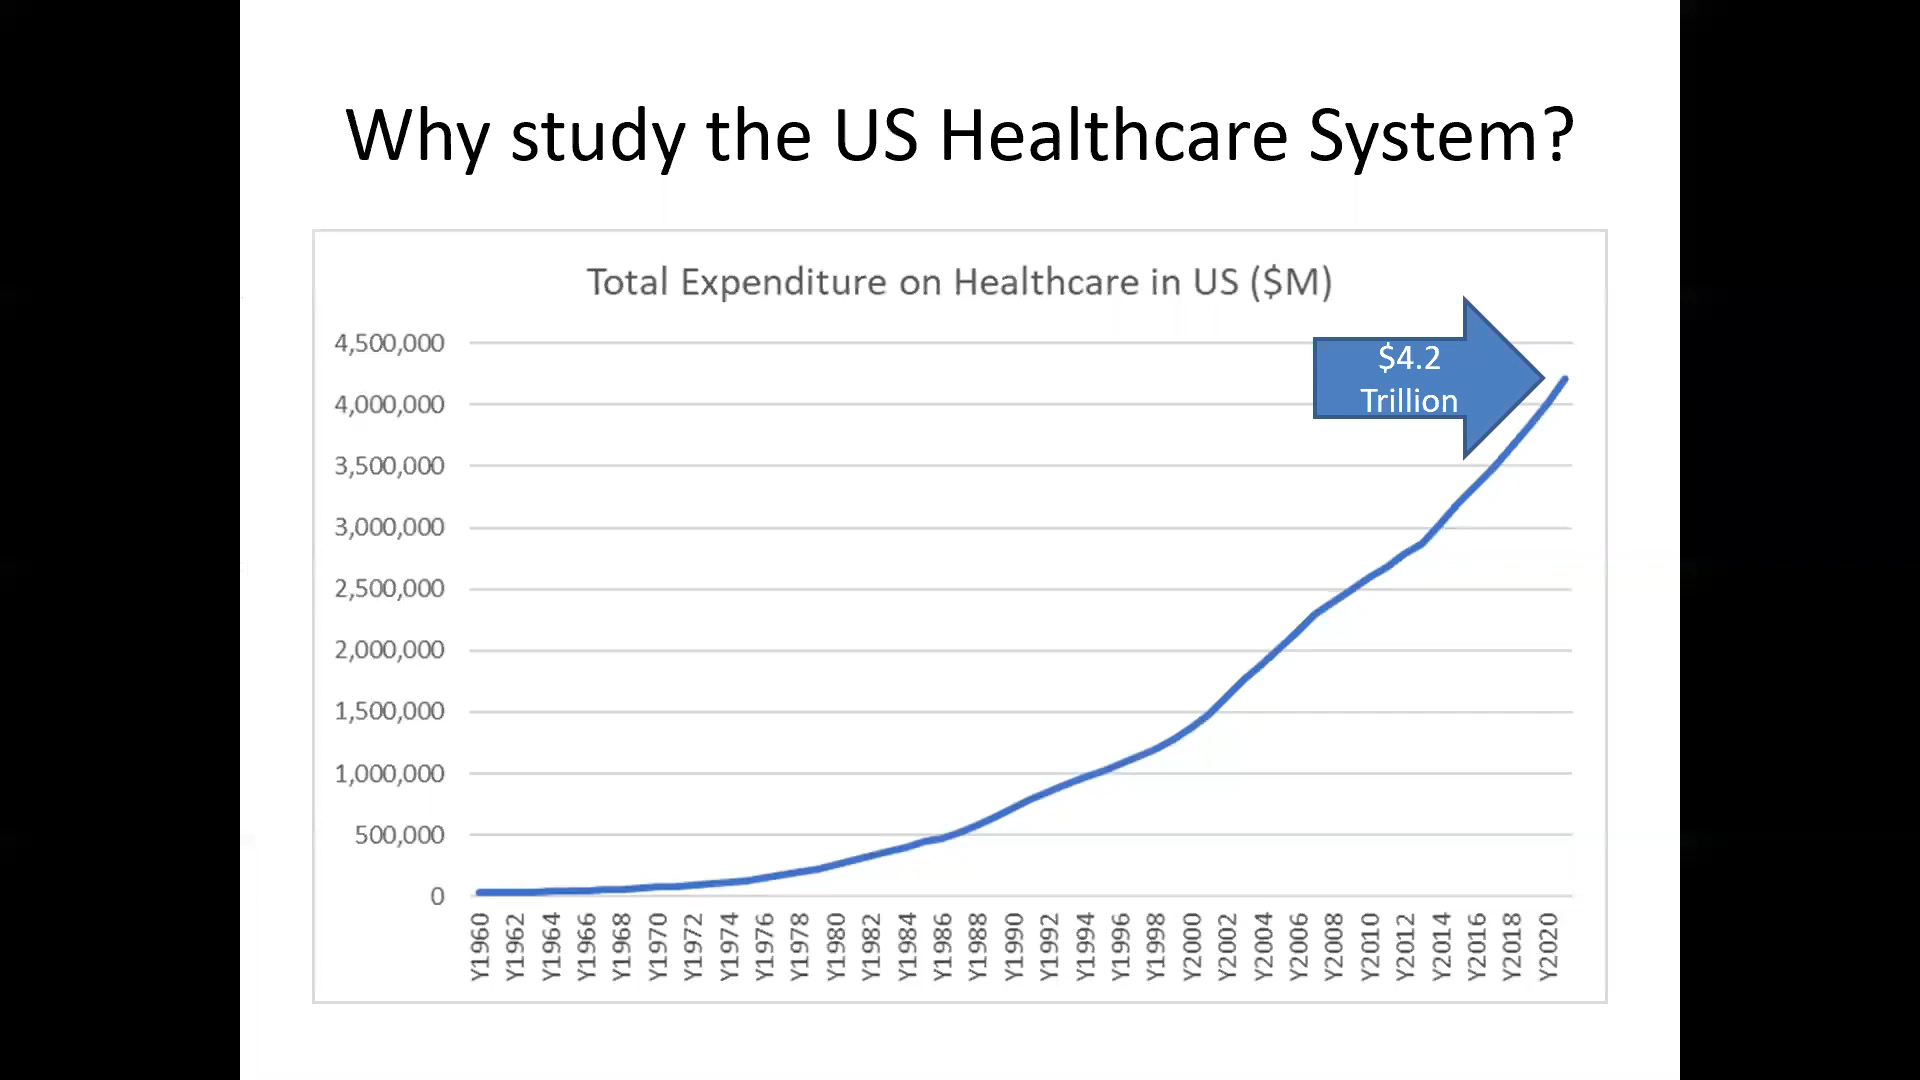 Why study the US Healthcare System?
Total Expenditure on Healthcare in US ($M)
$4.2
Trillion
4,500,000
4,000,000
3,500,000
3,000,000
2,500,000
2,000,000
1,500,000
1,000,000
500,000
0
Y1960
Y1962
Y1964
Y1966
Y1968
Y1970
Y1972
Y1974
Y1976
Y1978
Y1980
Y1982
Y1984
Y1986
Y1988
Y1990
Y1992
Y1994
Y1996
Y1998
Y2000
Y2002
Y2004
Y2006
Y2008
Y2010
Y2012
Y2014
Y2016
Y2018
Y2020